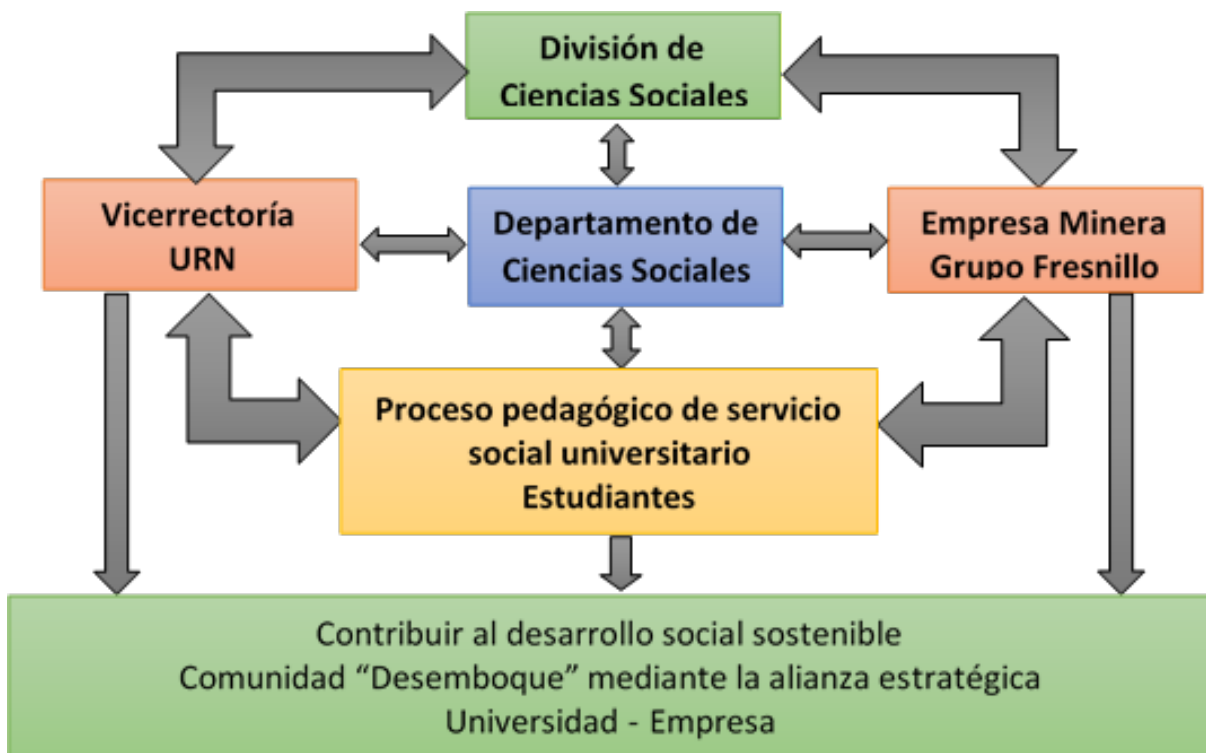 División de
Ciencias Sociales
Vicerrectoría
URN
Departamento de
Ciencias Sociales
Empresa Minera
Grupo Fresnillo
Proceso pedagógico de servicio
social universitario
Estudiantes
Contribuir al desarrollo social sostenible
Comunidad “Desemboque” mediante la alianza estratégica
Universidad - Empresa